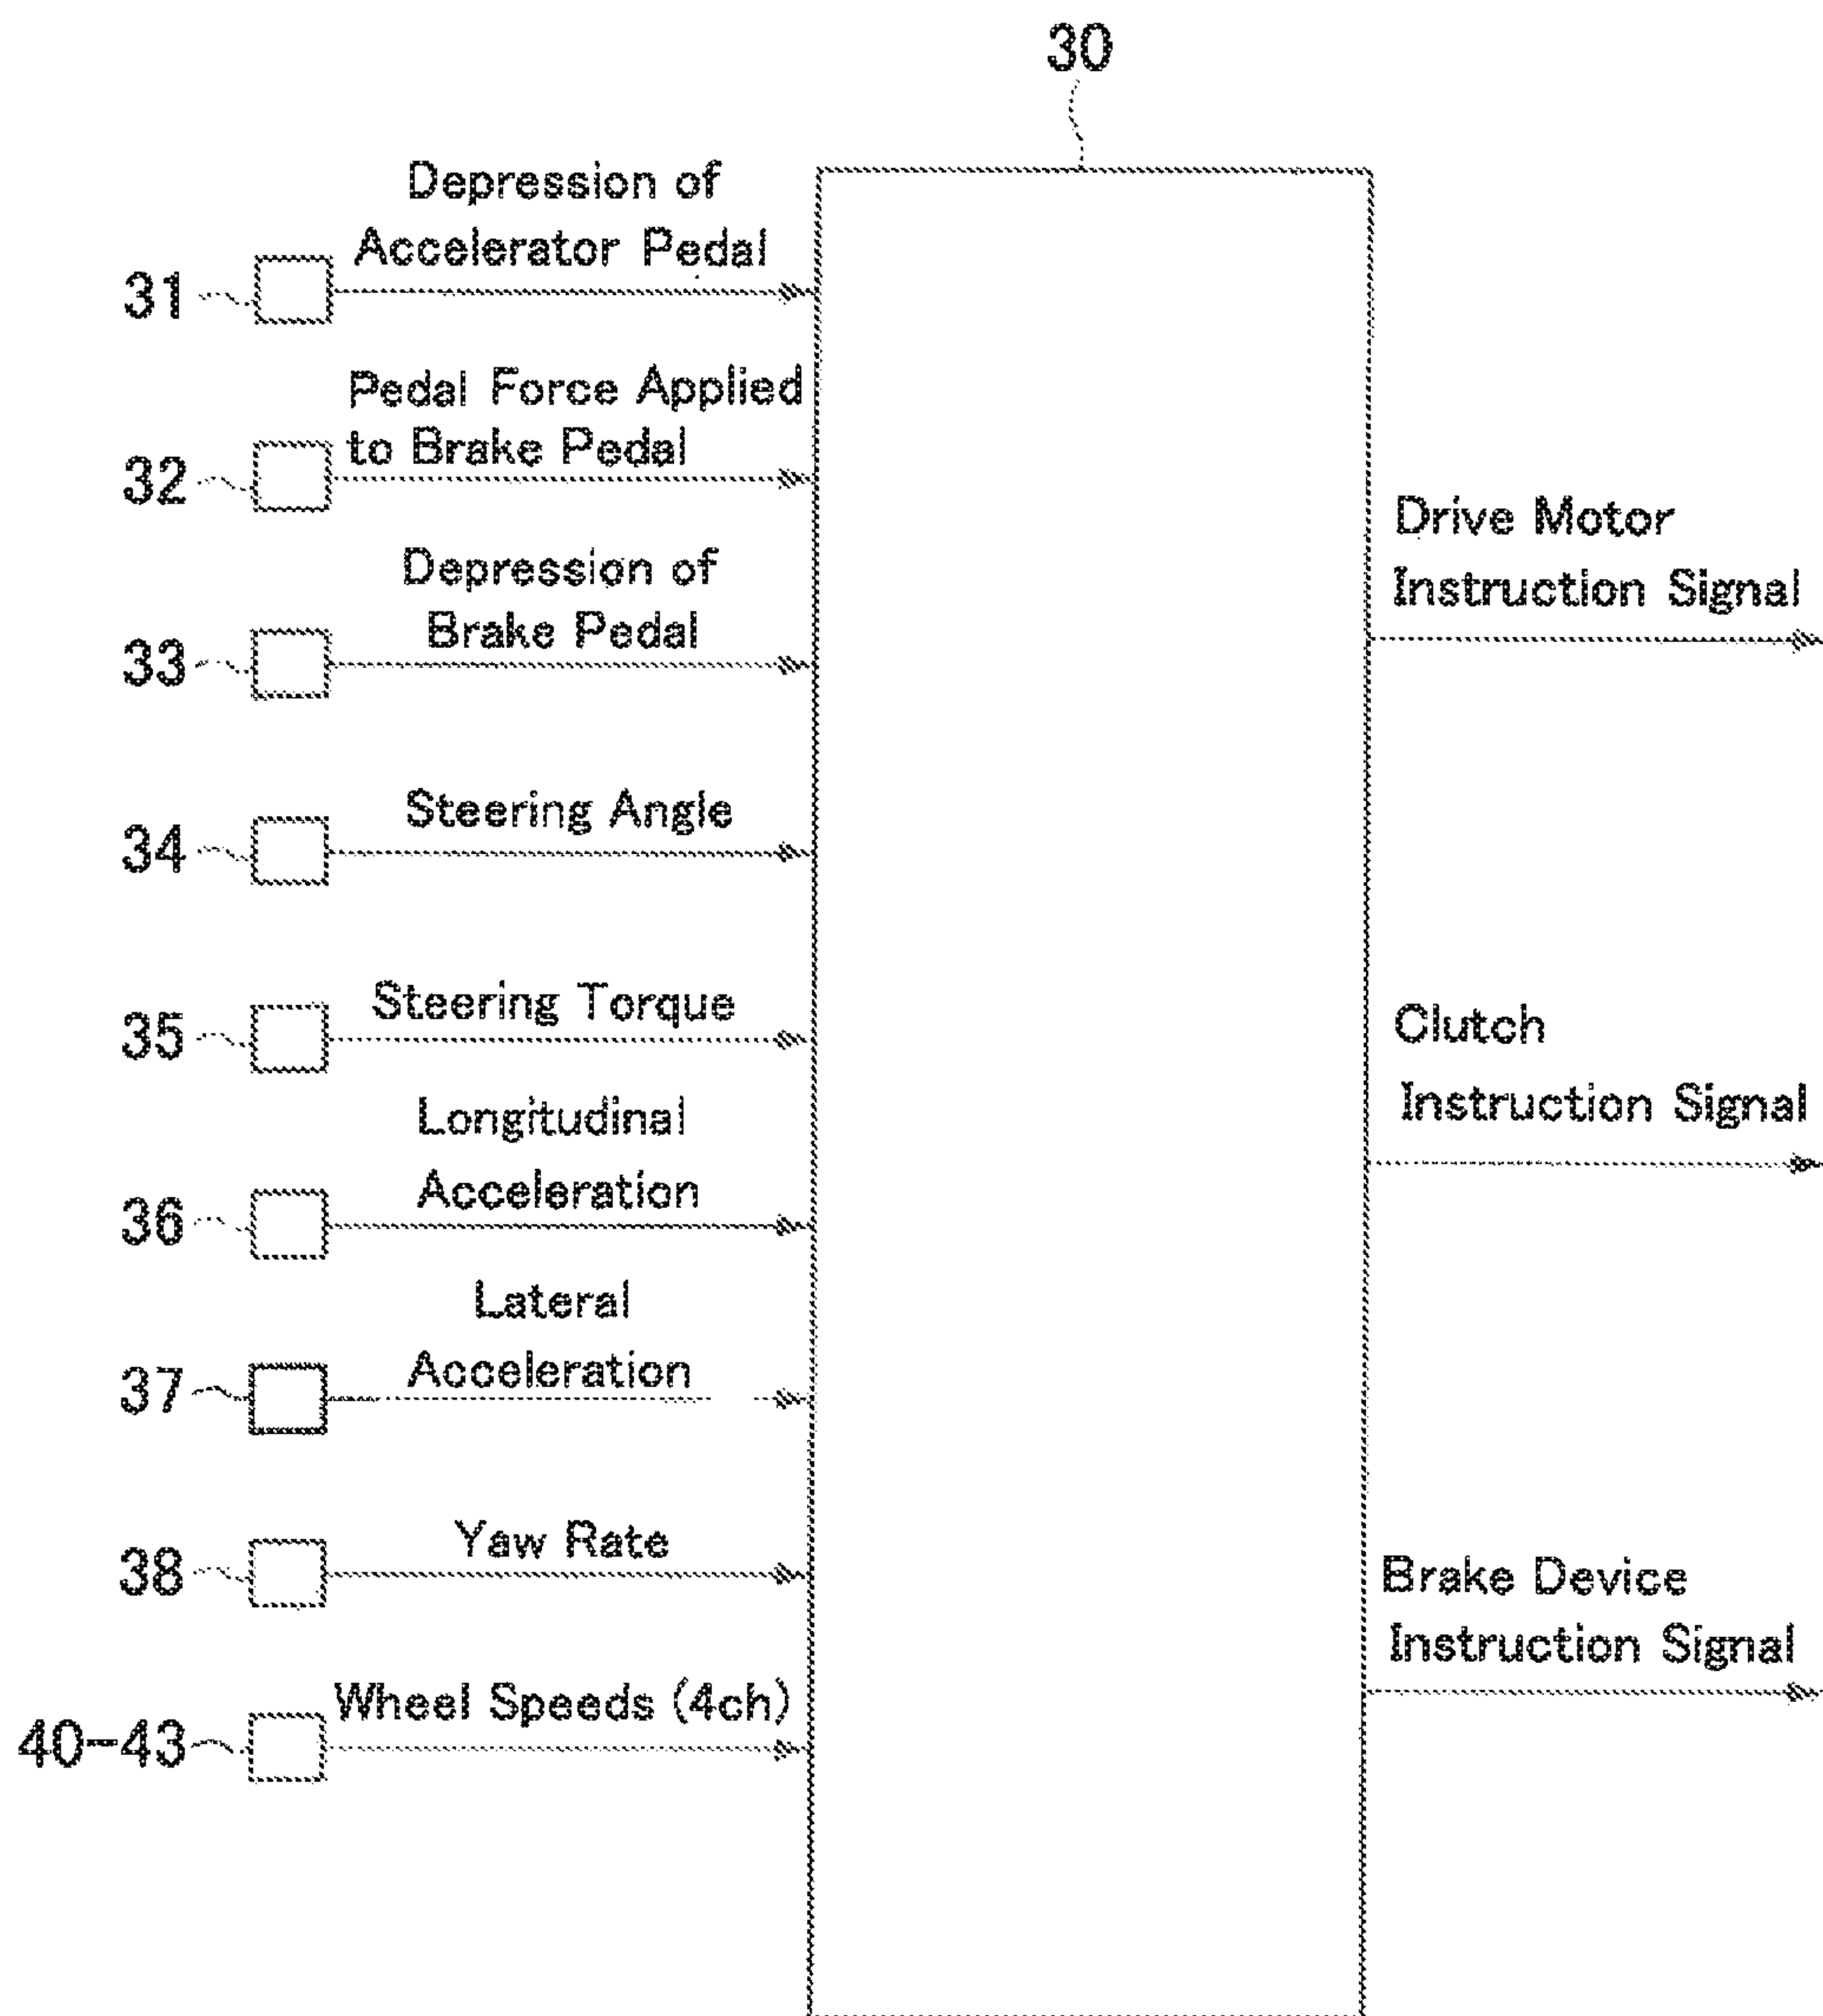 30
Depression of
Accelerator Pedal
31
Pedal Force Applied
to Brake Pedal
32
Depression of
Brake Pedal
33
Steering Angle
34
Steering Torque
35
Longitudinal
Acceleration
36
Lateral
Acceleration
37
Yaw Rate
38
Wheel Speeds (4ch)
40-43
Drive Motor
Instruction Signal
Clutch
Instruction Signal
Brake Device
Instruction Signal